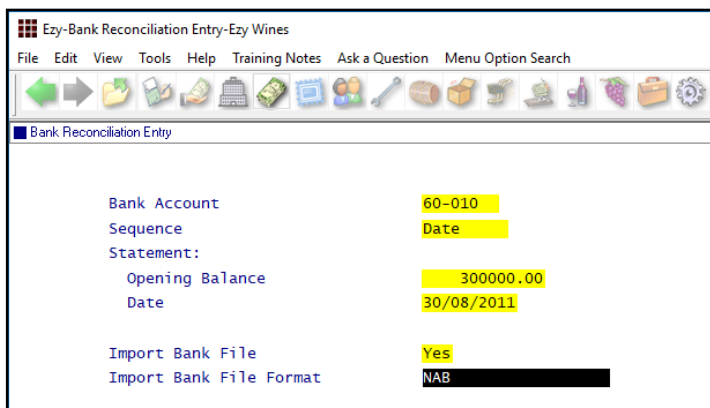 Ezy-Bank Reconciliation Entry-Ezy Wines
File Edit View Tools Help Training Notes Ask a Question Menu Option Search
Bank Reconciliation Entry
Bank Account 60-010
Sequence Date
Statement:
Opening Balance 300000.00
Date 30/08/2011
Import Bank File Yes
Import Bank File Format NAB